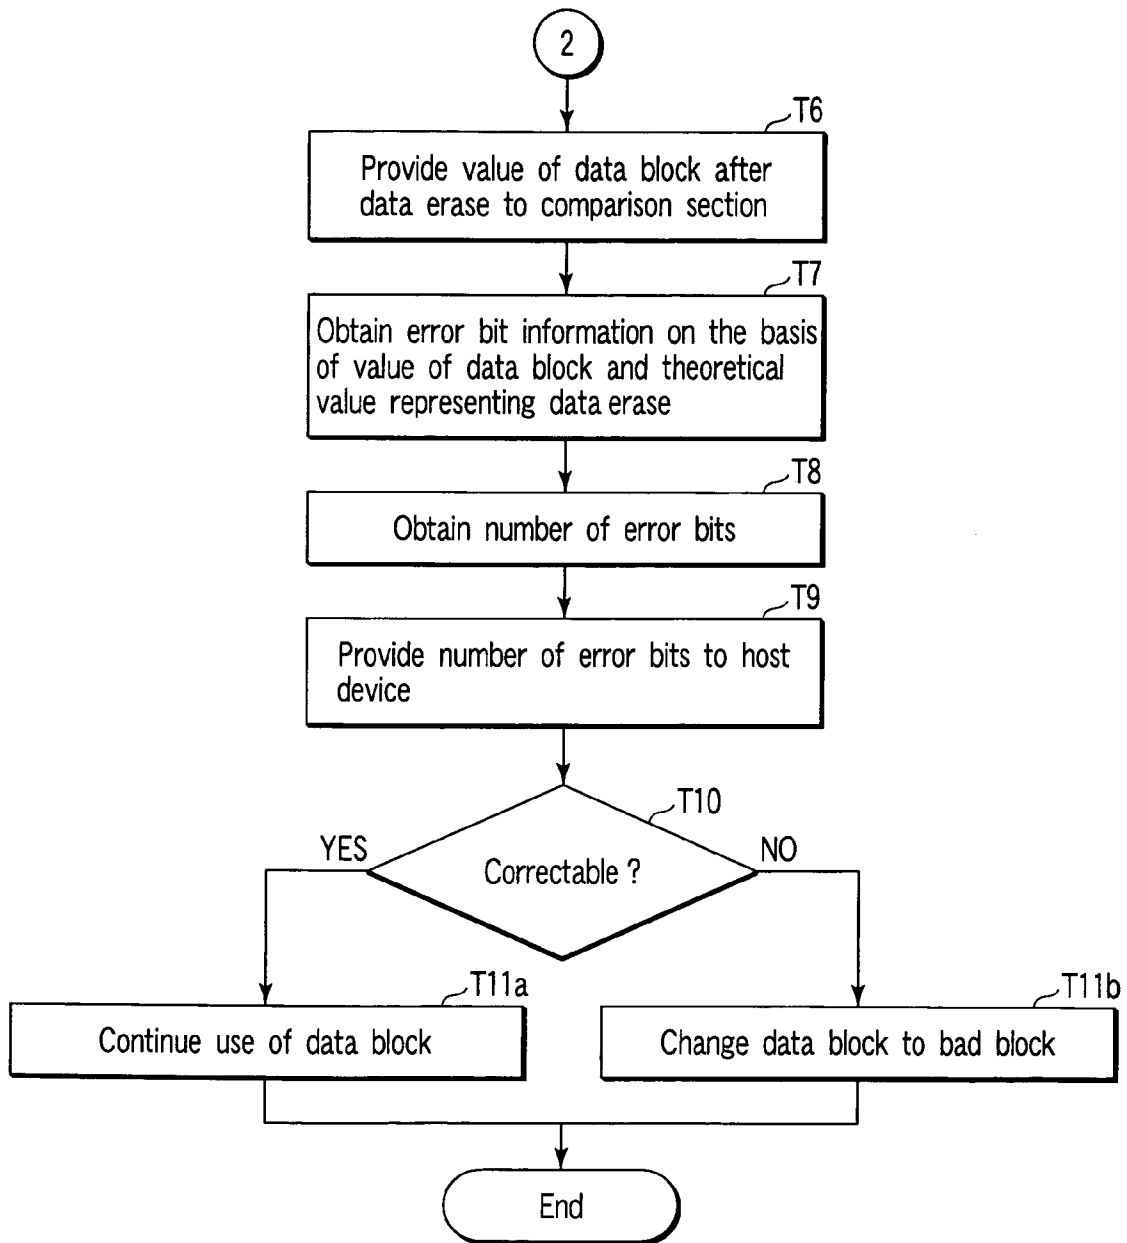 2
T6
Provide value of data block after
data erase to comparison section
T7
Obtain error bit information on the basis
of value of data block and theoretical
value representing data erase
T8
Obtain number of error bits
T9
Provide number of error bits to host
device
T10
YES
NO
Correctable ?
T11a
T11b
Continue use of data block
Change data block to bad block
End